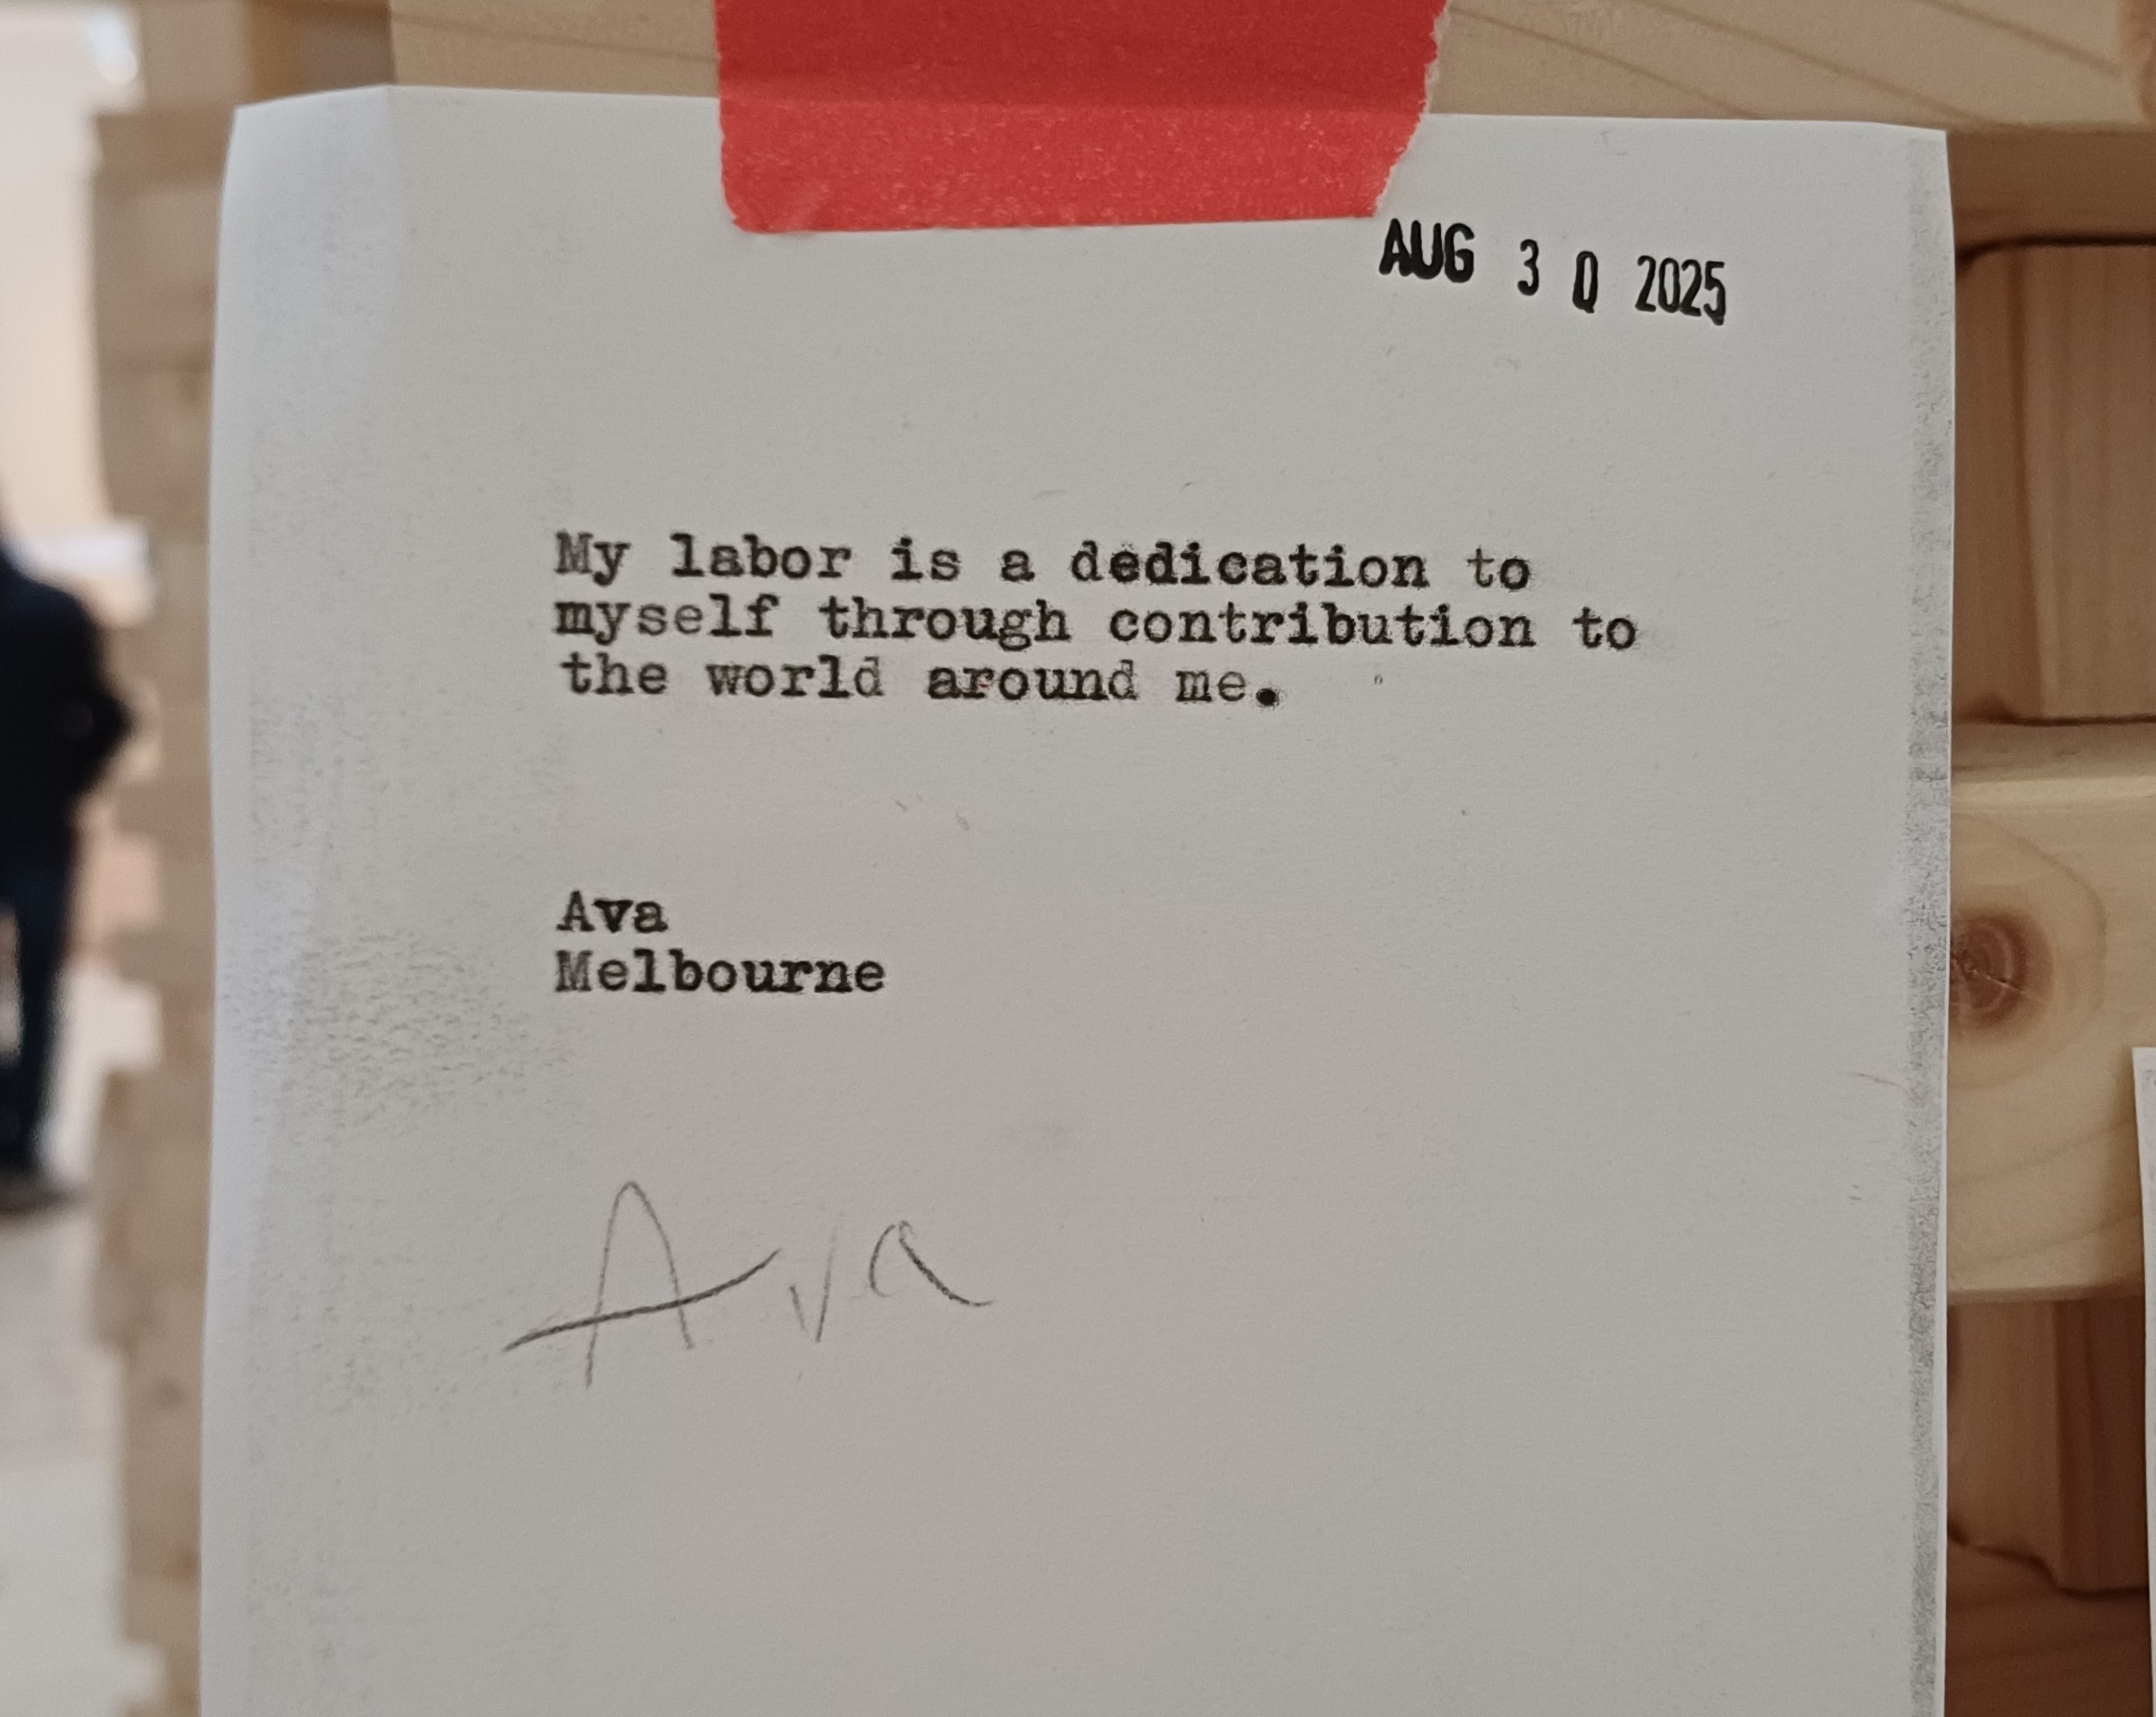 AUG 30 2025
My labor is a dedication to
myself through contribution to
the world around me.
Ava
Melbourne
Ava